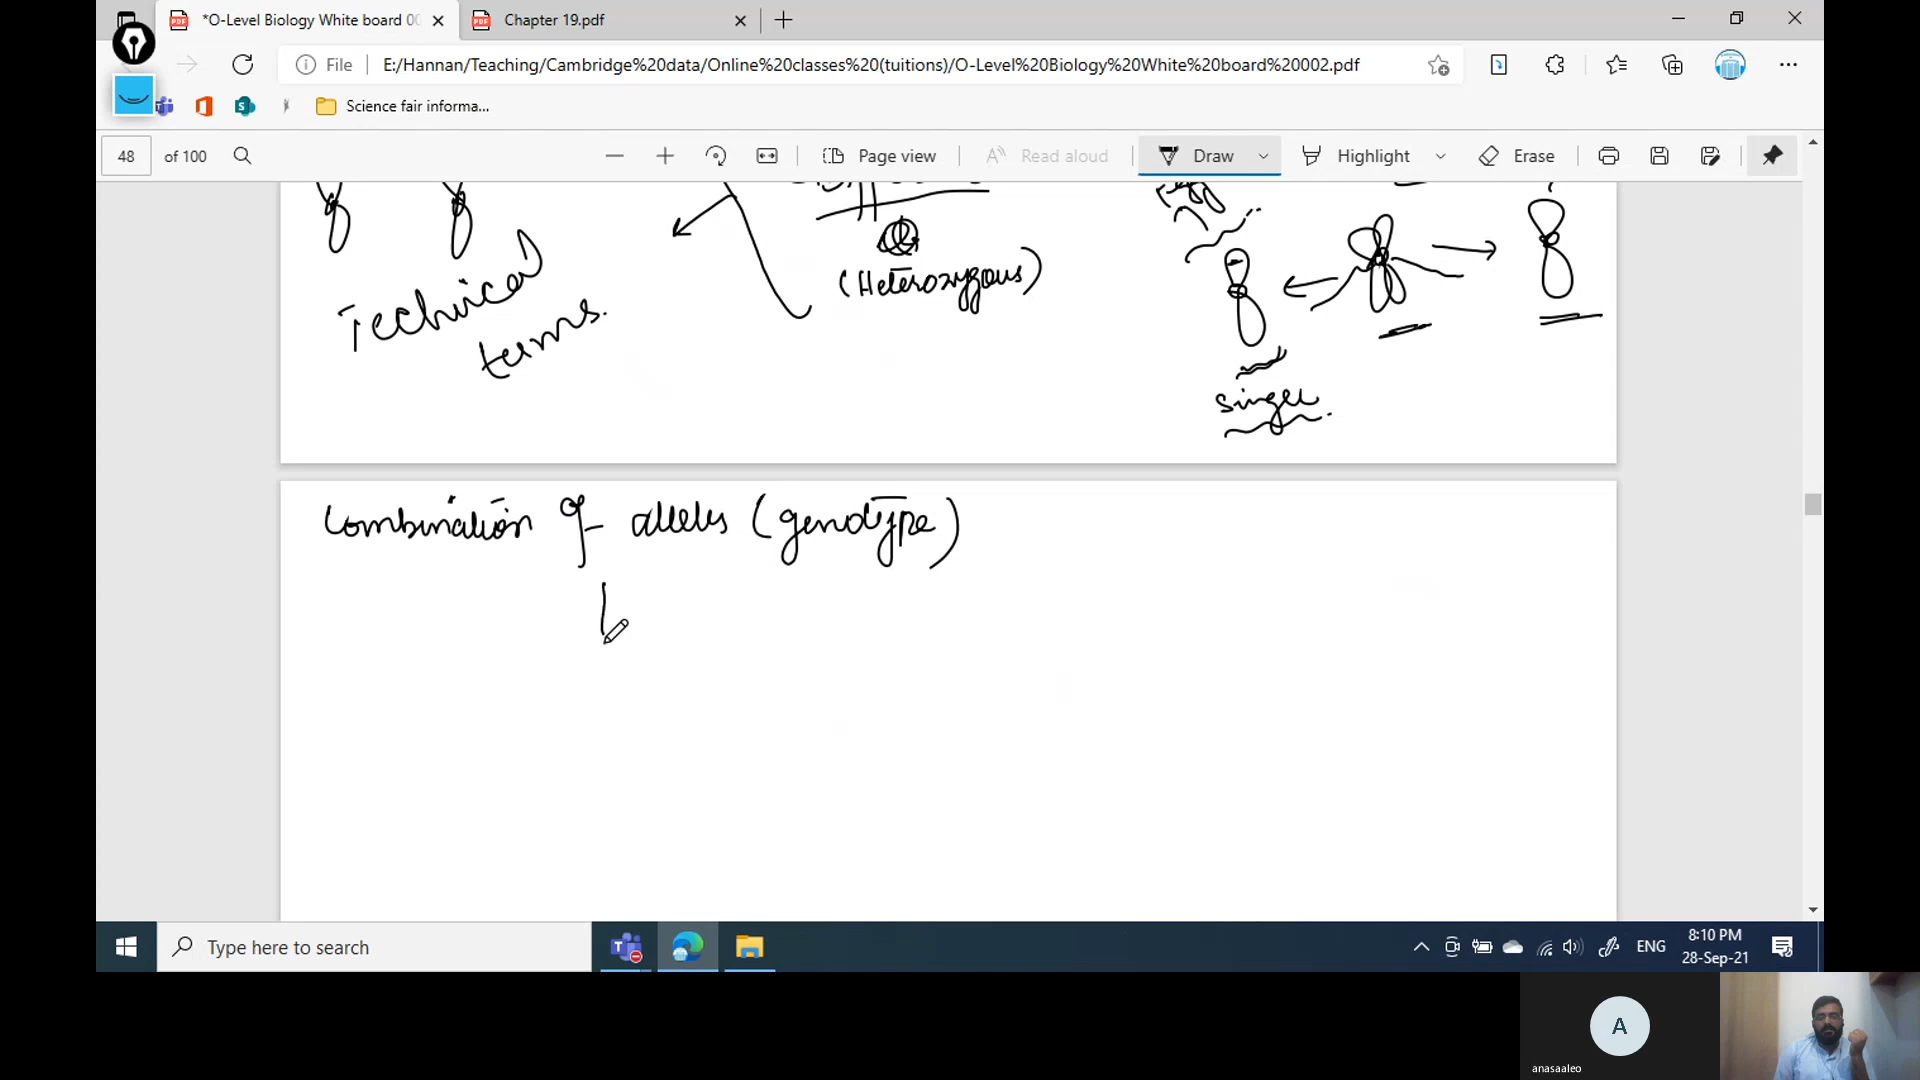 *O-Level Biology White board 00
Chapter 19.pdf
File
E:/Hannan/Teaching/Cambridge%20data/Online%20classes%20(tuitions)/O-Level%20Biology%20White%20board%20002.pdf
Science fair informa...
48 of 100
Page view
Read aloud
Draw
Highlight
Erase
Technical
terms.
(Heterozygous)
Combination of alleles (genotype)
Type here to search
ENG
8:10 PM
28-Sep-21
A
anasaaleo